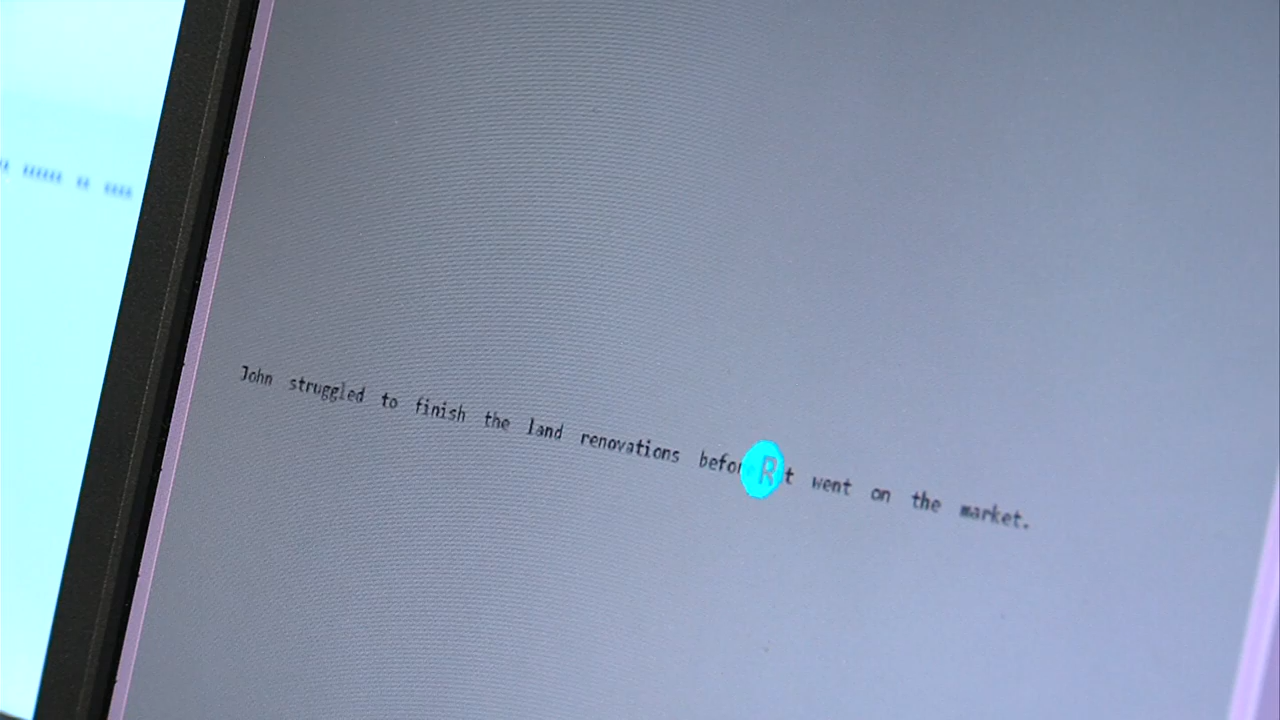 John struggled to finish the land renovations befor R t went on the market.